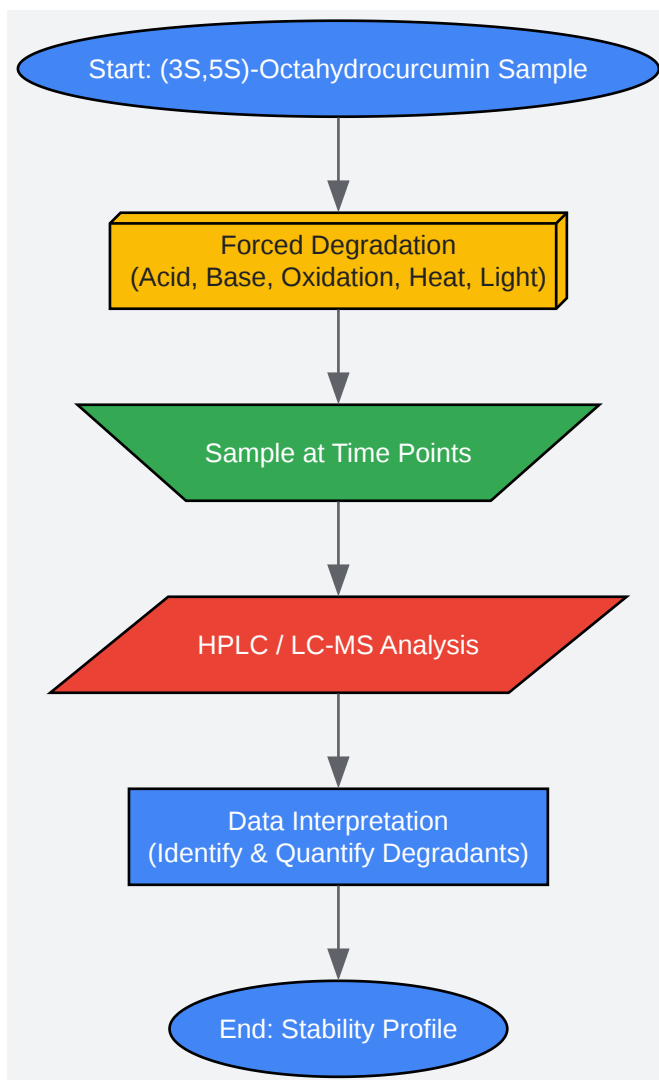 Start: (3S,5S)-Octahydrocurcumin Sample
Forced Degradation
(Acid, Base, Oxidation, Heat, Light)
Sample at Time Points
HPLC / LC-MS Analysis
Data Interpretation
(Identify & Quantify Degradants)
End: Stability Profile